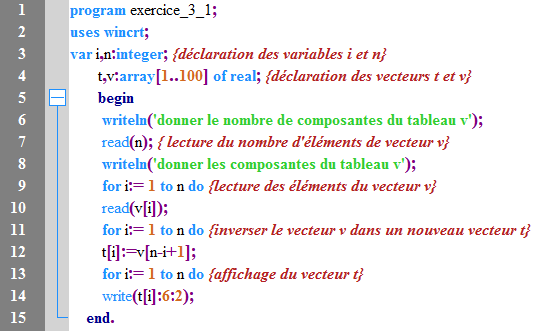 1 program exercice_3_1;
2 uses wincrt;
3 var i,n:integer; {déclaration des variables i et n}
4 t,v:array[1..100] of real; {déclaration des vecteurs t et v}
5 begin
6 writeln('donner le nombre de composantes du tableau v');
7 read(n); { lecture du nombre d'éléments de vecteur v}
8 writeln('donner les composantes du tableau v');
9 for i:= 1 to n do {lecture des éléments du vecteur v}
10 read(v[i]);
11 for i:= 1 to n do {inverser le vecteur v dans un nouveau vecteur t}
12 t[i]:=v[n-i+1];
13 for i:= 1 to n do {affichage du vecteur t}
14 write(t[i]:6:2);
15 end.